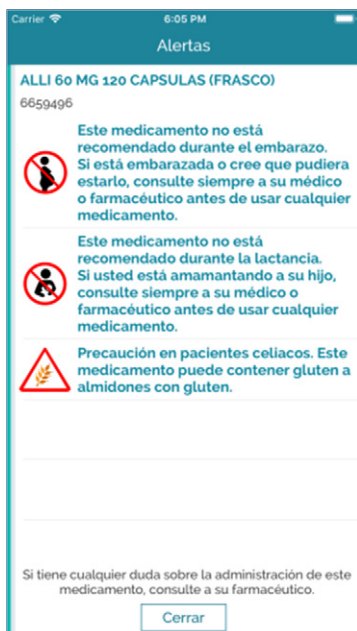 Carrier 6:05 PM
Alertas
ALLI 60 MG 120 CAPSULAS (FRASCO)
6659496
Este medicamento no está
recomendado durante el embarazo.
Si está embarazada o cree que pudiera
estarlo, consulte siempre a su médico
o farmacéutico antes de usar cualquier
medicamento.
Este medicamento no está
recomendado durante la lactancia.
Si usted está amamantando a su hijo,
consulte siempre a su médico o
farmacéutico antes de usar cualquier
medicamento.
Precaución en pacientes celiacos. Este
medicamento puede contener gluten a
almidones con gluten.
Si tiene cualquier duda sobre la administración de este
medicamento, consulte a su farmacéutico.
Cerrar